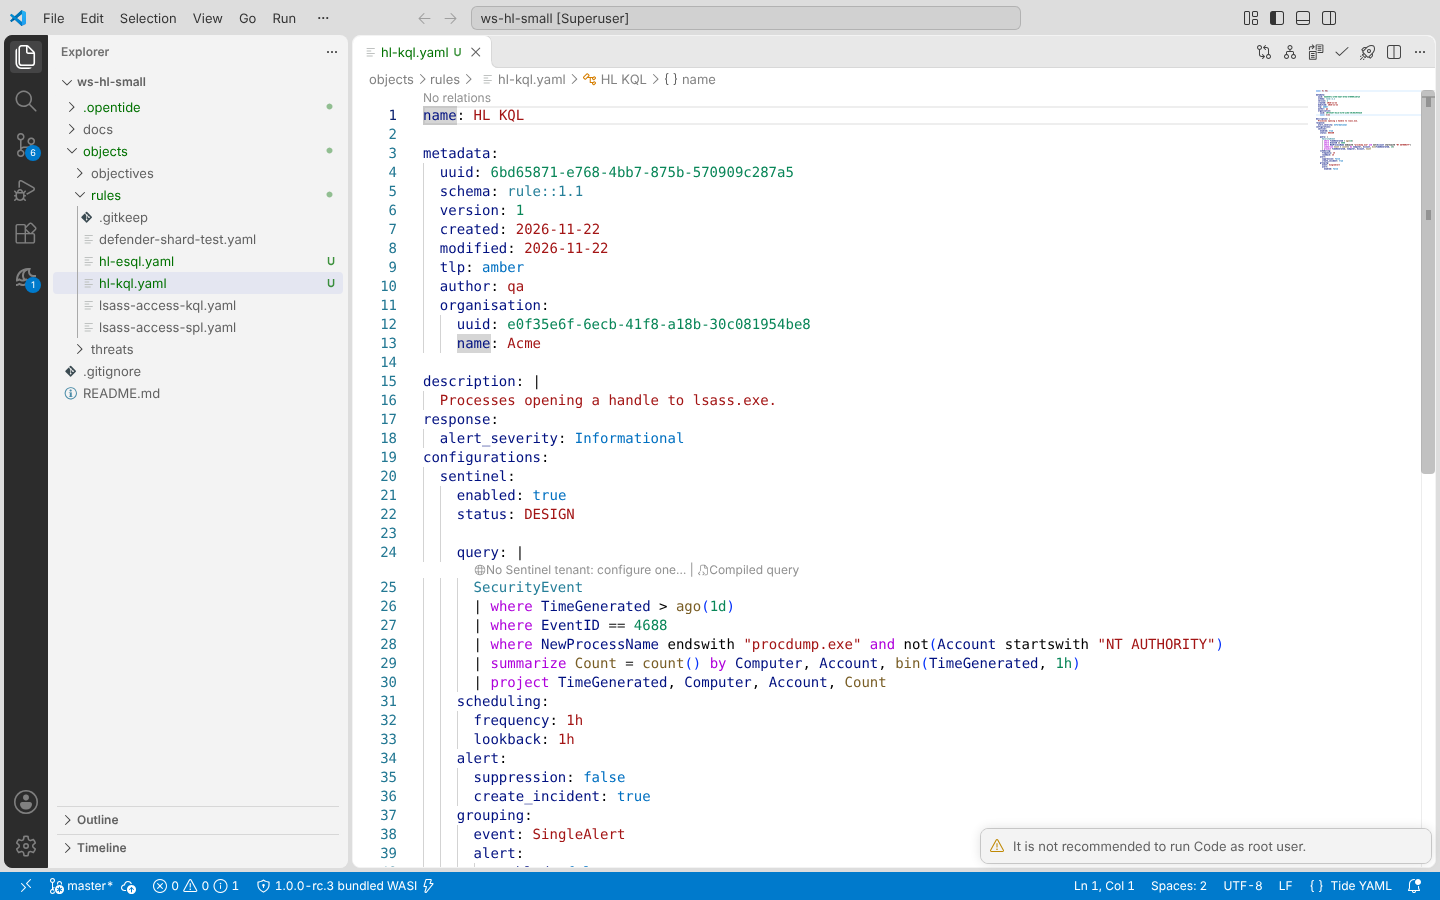 File Edit Selection View Go Run ···
ws-hl-small [Superuser]
Explorer
ws-hl-small
.opentide
docs
objects
objectives
rules
.gitkeep
defender-shard-test.yaml
hl-esql.yaml U
hl-kql.yaml U
lsass-access-kql.yaml
lsass-access-spl.yaml
threats
.gitignore
README.md
Outline
Timeline
6
1
hl-kql.yaml U
objects > rules > hl-kql.yaml > HL KQL > { } name
No relations
1 name: HL KQL
2
3 metadata:
4 uuid: 6bd65871-e768-4bb7-875b-570909c287a5
5 schema: rule::1.1
6 version: 1
7 created: 2026-11-22
8 modified: 2026-11-22
9 tlp: amber
10 author: qa
11 organisation:
12 uuid: e0f35e6f-6ecb-41f8-a18b-30c081954be8
13 name: Acme
14
15 description: |
16 Processes opening a handle to lsass.exe.
17 response:
18 alert_severity: Informational
19 configurations:
20 sentinel:
21 enabled: true
22 status: DESIGN
23
24 query: |
No Sentinel tenant: configure one... | Compiled query
25 SecurityEvent
26 | where TimeGenerated > ago(1d)
27 | where EventID == 4688
28 | where NewProcessName endswith "procdump.exe" and not(Account startswith "NT AUTHORITY")
29 | summarize Count = count() by Computer, Account, bin(TimeGenerated, 1h)
30 | project TimeGenerated, Computer, Account, Count
31 scheduling:
32 frequency: 1h
33 lookback: 1h
34 alert:
35 suppression: false
36 create_incident: true
37 grouping:
38 event: SingleAlert
39 alert:
It is not recommended to run Code as root user.
master* 0 0 1 1.0.0-rc.3 bundled WASI
Ln 1, Col 1 Spaces: 2 UTF-8 LF { } Tide YAML